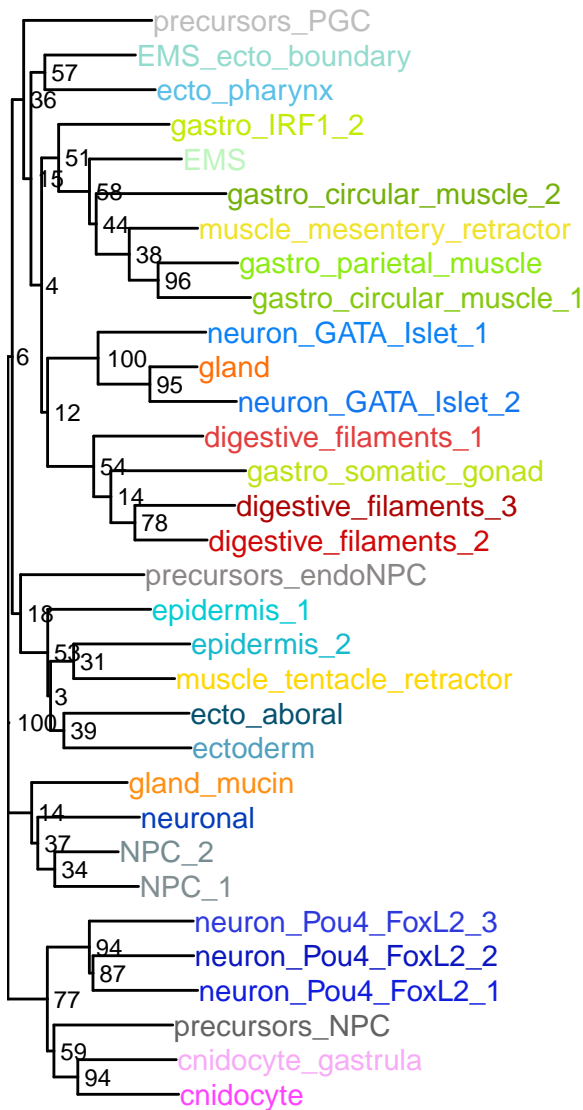 precursors_PGC
EMS_ecto_boundary
57
36
ecto_pharynx
gastro_IRF1_2
51
EMS
15
58
gastro_circular_muscle_2
44
muscle_mesentery_retractor
38
gastro_parietal_muscle
96
4
gastro_circular_muscle_1
neuron_GATA_Islet_1
6
100
gland
95
neuron_GATA_Islet_2
12
digestive_filaments_1
54
gastro_somatic_gonad
14
digestive_filaments_3
78
digestive_filaments_2
precursors_endoNPC
18
epidermis_1
epidermis_2
53
31
muscle_tentacle_retractor
3
ecto_aboral
100
39
ectoderm
gland_mucin
14
neuronal
37
NPC_2
34
NPC_1
neuron_Pou4_FoxL2_3
94
neuron_Pou4_FoxL2_2
87
neuron_Pou4_FoxL2_1
77
precursors_NPC
59
cnidocyte_gastrula
94
cnidocyte